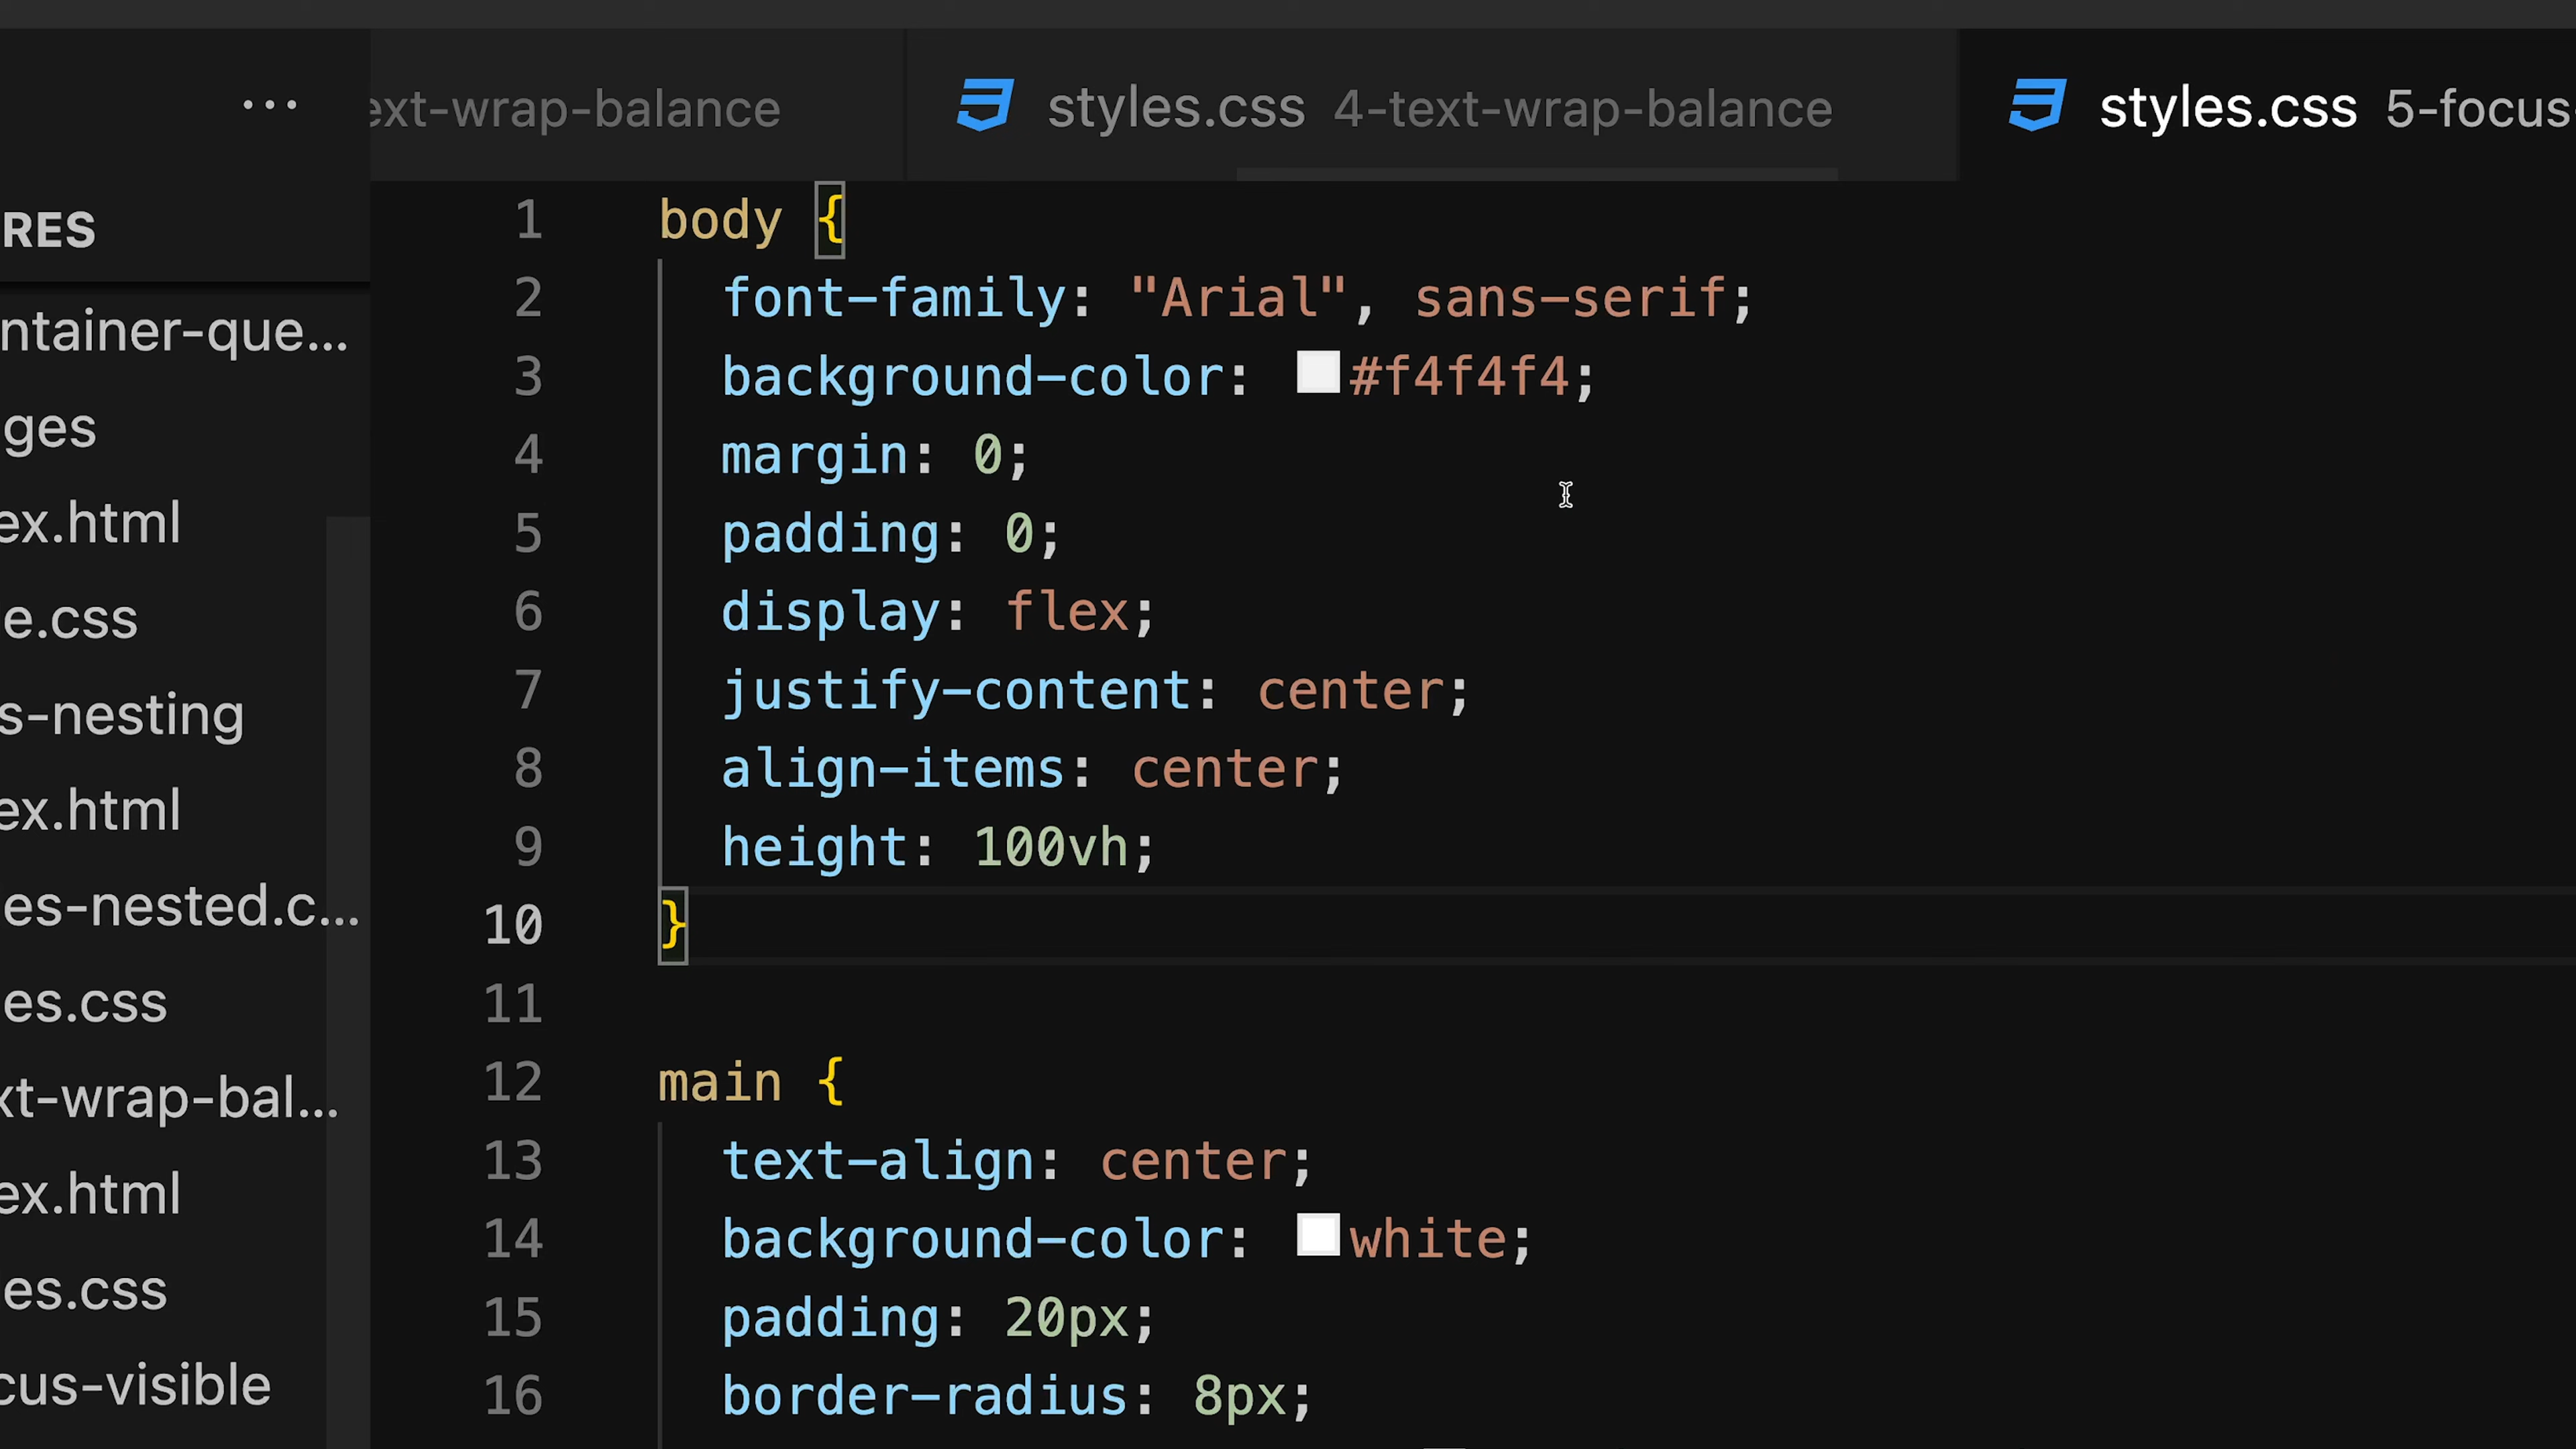 ...
ext-wrap-balance
styles.css 4-text-wrap-balance
styles.css 5-focus
RES
ntainer-que...
ges
ex.html
e.css
s-nesting
ex.html
es-nested.c...
es.css
xt-wrap-bal...
ex.html
es.css
cus-visible
1 body {
2 font-family: "Arial", sans-serif;
3 background-color: #f4f4f4;
4 margin: 0;
5 padding: 0;
6 display: flex;
7 justify-content: center;
8 align-items: center;
9 height: 100vh;
10 }
11
12 main {
13 text-align: center;
14 background-color: white;
15 padding: 20px;
16 border-radius: 8px;